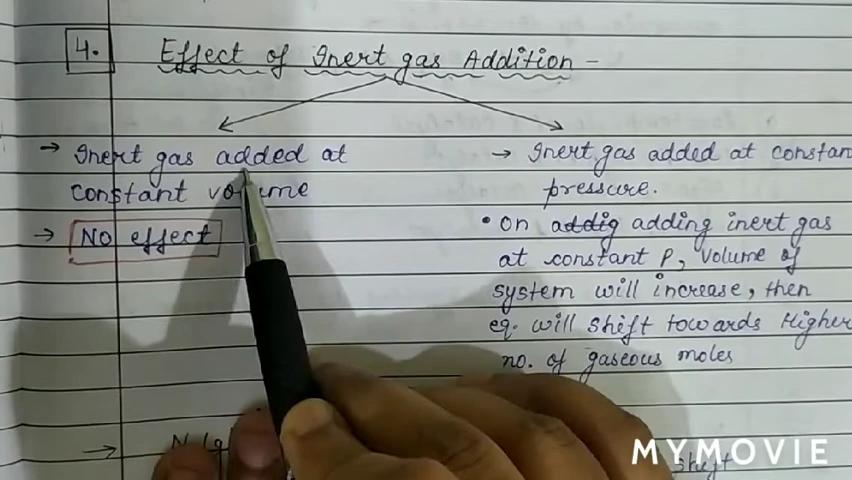 4. Effect of Inert gas Addition -
→ Inert gas added at
constant volume
→ NO effect
→ Inert gas added at constan
pressure.
• On addig adding inert gas
at constant P, volume of
system will increase, then
eq. will shift towards Higher
no. of gaseous moles
→ N
shift
MYMOVIE